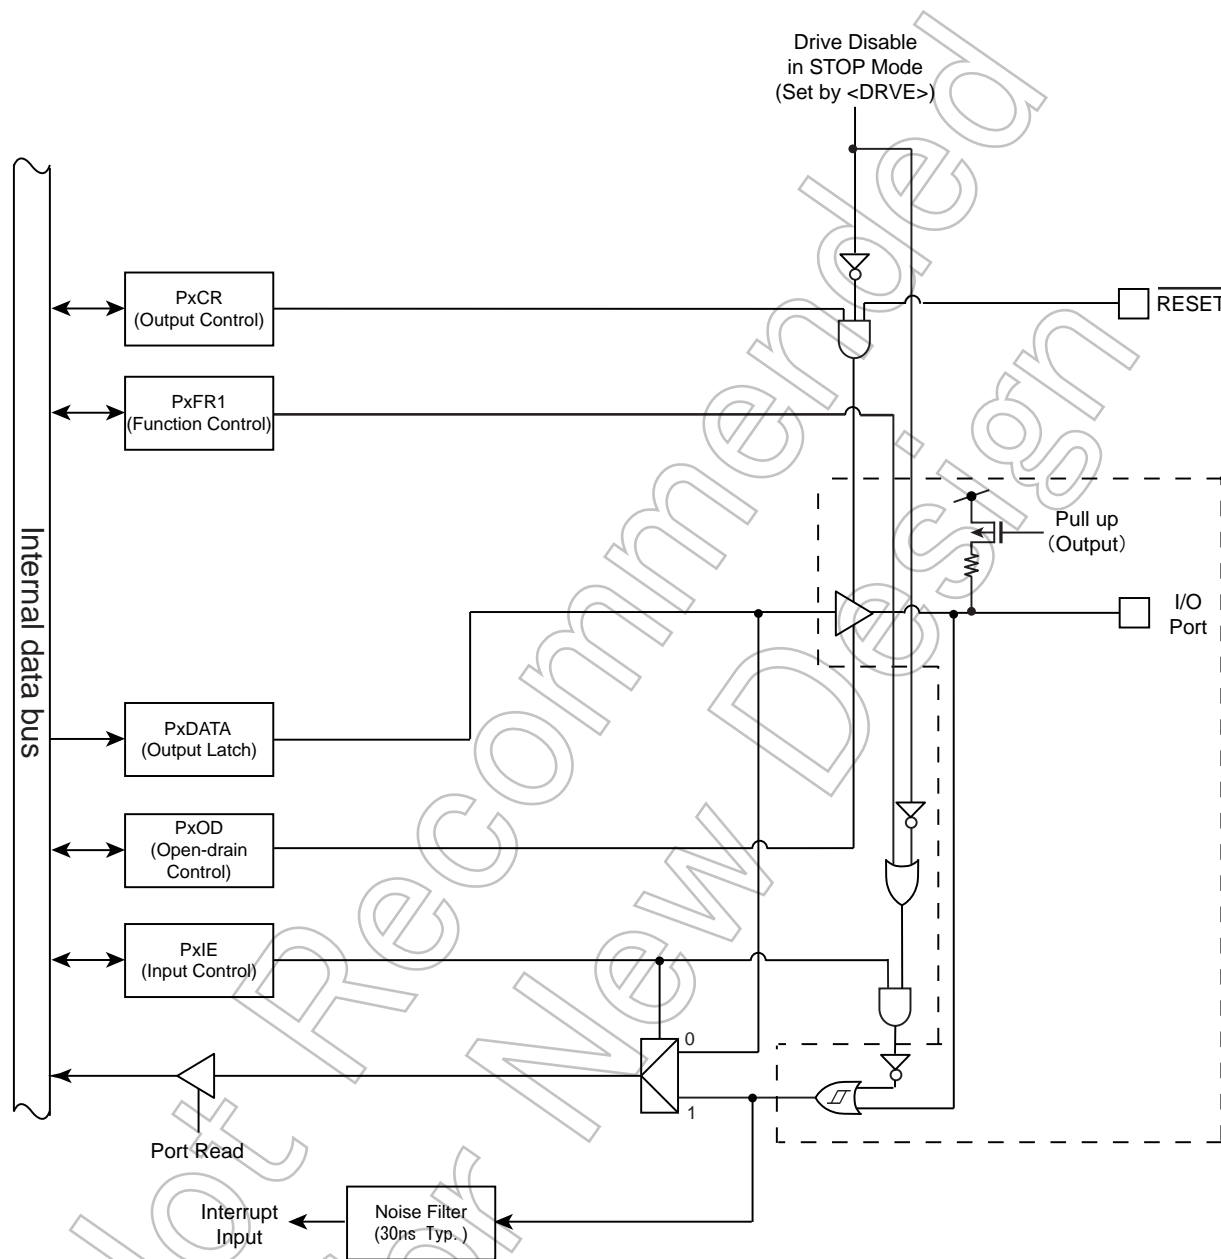 Drive Disable
in STOP Mode
(Set by <DRVE>)
PxCR
(Output Control)
RESET
PxFR1
(Function Control)
Pull up
(Output)
I/O
Port
Internal data bus
PxDATA
(Output Latch)
PxOD
(Open-drain
Control)
PxIE
(Input Control)
0
1
Port Read
Noise Filter
(30ns Typ.)
Interrupt
Input
Not Recommended
for New Design